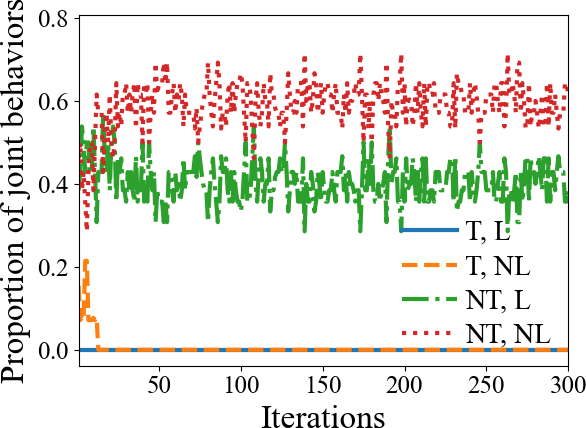 Proportion of joint behaviors
0.8
0.6
0.4
0.2
0.0
T, L
T, NL
NT, L
NT, NL
50
100
150
200
250
300
Iterations